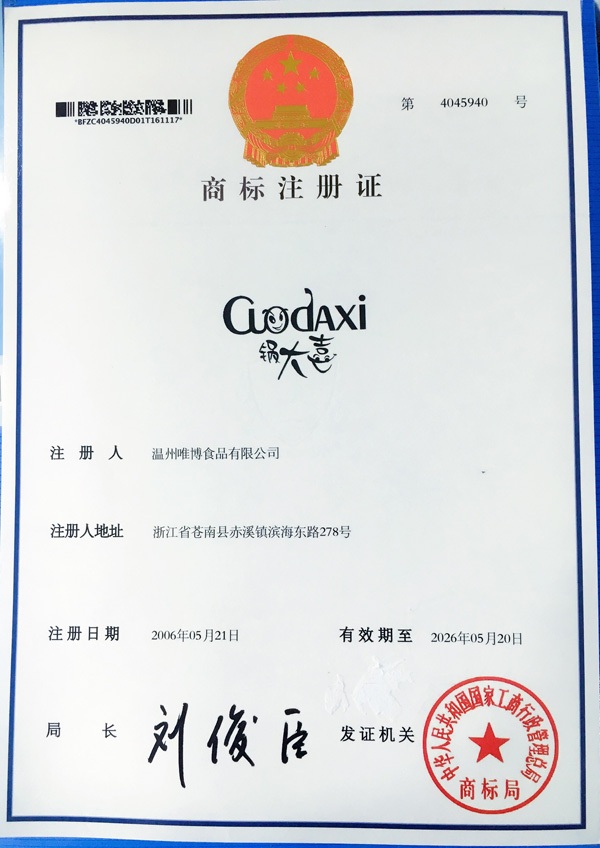 *BFZC4045940D01T161117*
第 4045940 号
商标注册证
GuodAXi
锅大喜
注册人 温州唯博食品有限公司
注册人地址 浙江省苍南县赤溪镇滨海东路278号
注册日期 2006年05月21日 有效期至 2026年05月20日
局长 刘俊臣 发证机关
中华人民共和国国家工商行政管理总局
商标局